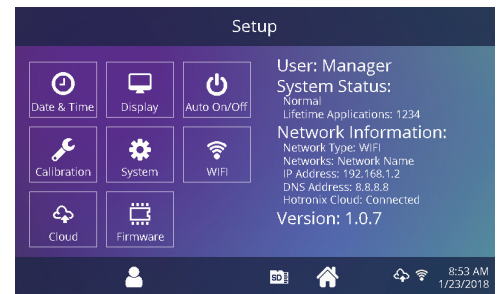 Setup
Date & Time
Display
Auto On/Off
Calibration
System
WIFI
Cloud
Firmware
User: Manager
System Status:
Normal
Lifetime Applications: 1234
Network Information:
Network Type: WIFI
Networks: Network Name
IP Address: 192.168.1.2
DNS Address: 8.8.8.8
Hotronix Cloud: Connected
Version: 1.0.7
SD
8:53 AM
1/23/2018